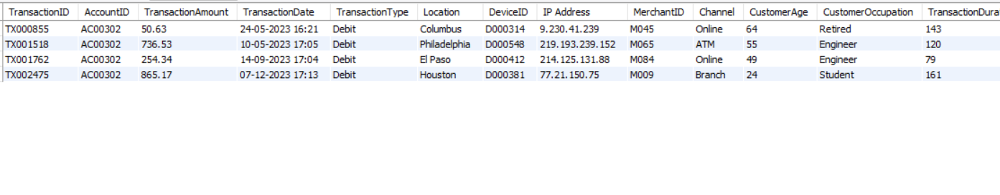 TransactionID AccountID TransactionAmount TransactionDate TransactionType Location DeviceID IP Address MerchantID Channel CustomerAge CustomerOccupation TransactionDura
TX000855 AC00302 50.63 24-05-2023 16:21 Debit Columbus D000314 9.230.41.239 M045 Online 64 Retired 143
TX001518 AC00302 736.53 10-05-2023 17:05 Debit Philadelphia D000548 219.193.239.152 M065 ATM 55 Engineer 120
TX001762 AC00302 254.34 14-09-2023 17:04 Debit El Paso D000412 214.125.131.88 M084 Online 49 Engineer 79
TX002475 AC00302 865.17 07-12-2023 17:13 Debit Houston D000381 77.21.150.75 M009 Branch 24 Student 161